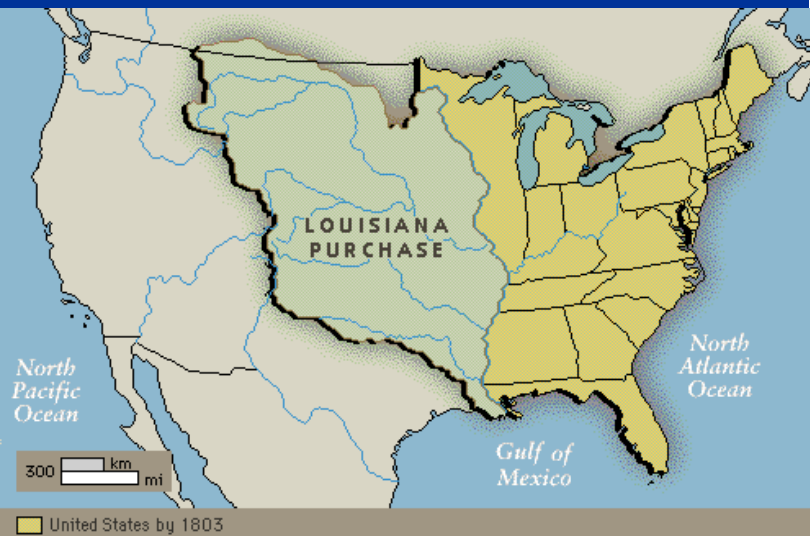 LOUISIANA
PURCHASE
North
Pacific
Ocean
North
Atlantic
Ocean
Gulf of
Mexico
300 km
mi
United States by 1803